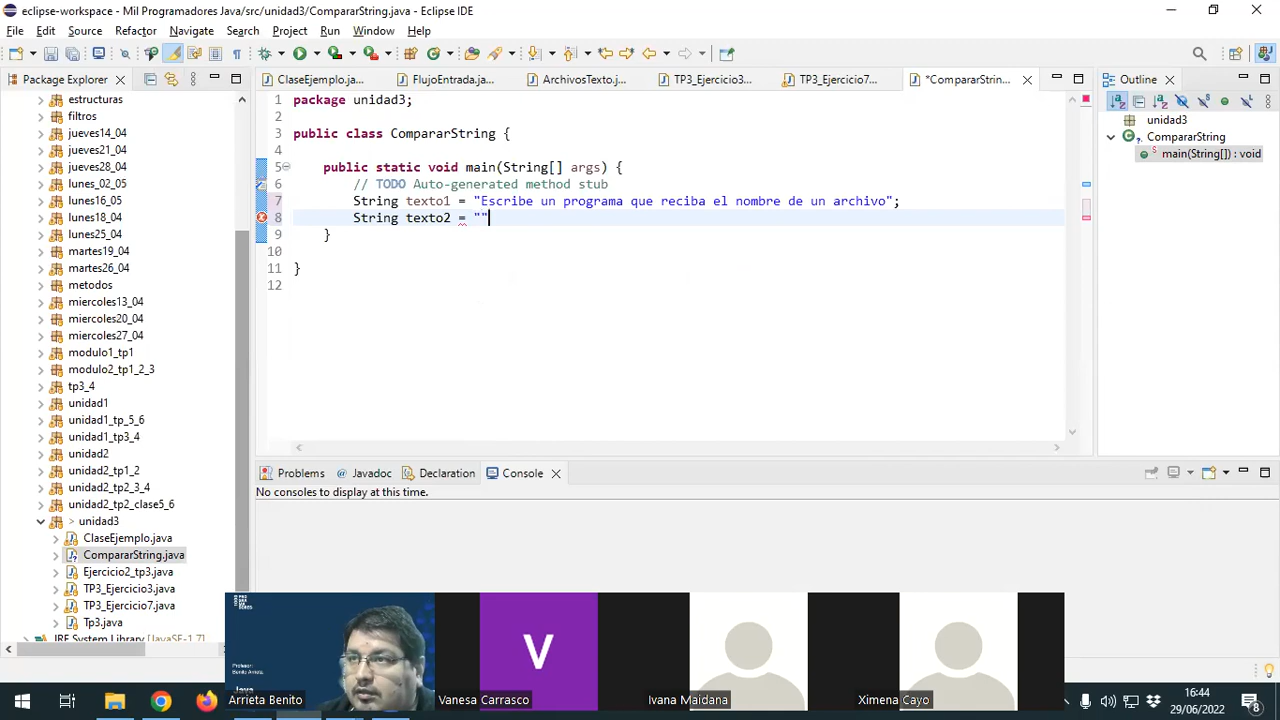 eclipse-workspace - Mil Programadores Java/src/unidad3/CompararString.java - Eclipse IDE
File Edit Source Refactor Navigate Search Project Run Window Help
Package Explorer
ClaseEjemplo.ja... FlujoEntrada.ja... ArchivosTexto.j... TP3_Ejercicio3... TP3_Ejercicio7... *CompararStrin...
Outline
estructuras
filtros
jueves14_04
jueves21_04
jueves28_04
lunes_02_05
lunes16_05
lunes18_04
lunes25_04
martes19_04
martes26_04
metodos
miercoles13_04
miercoles20_04
miercoles27_04
modulo1_tp1
modulo2_tp1_2_3
tp3_4
unidad1
unidad1_tp_5_6
unidad1_tp3_4
unidad2
unidad2_tp1_2
unidad2_tp2_3_4
unidad2_tp2_clase5_6
> unidad3
ClaseEjemplo.java
CompararString.java
Ejercicio2_tp3.java
TP3_Ejercicio3.java
TP3_Ejercicio7.java
Tp3.java
JRE System Library [JavaSE-1.7]
1 package unidad3;
2
3 public class CompararString {
4
5 public static void main(String[] args) {
6 // TODO Auto-generated method stub
7 String texto1 = "Escribe un programa que reciba el nombre de un archivo";
8 String texto2 = ""
9 }
10
11 }
12
unidad3
CompararString
main(String[]) : void
Problems Javadoc Declaration Console
No consoles to display at this time.
Profesor:
Java
V
Arrieta Benito Vanesa Carrasco Ivana Maidana Ximena Cayo
16:44
29/06/2022
8